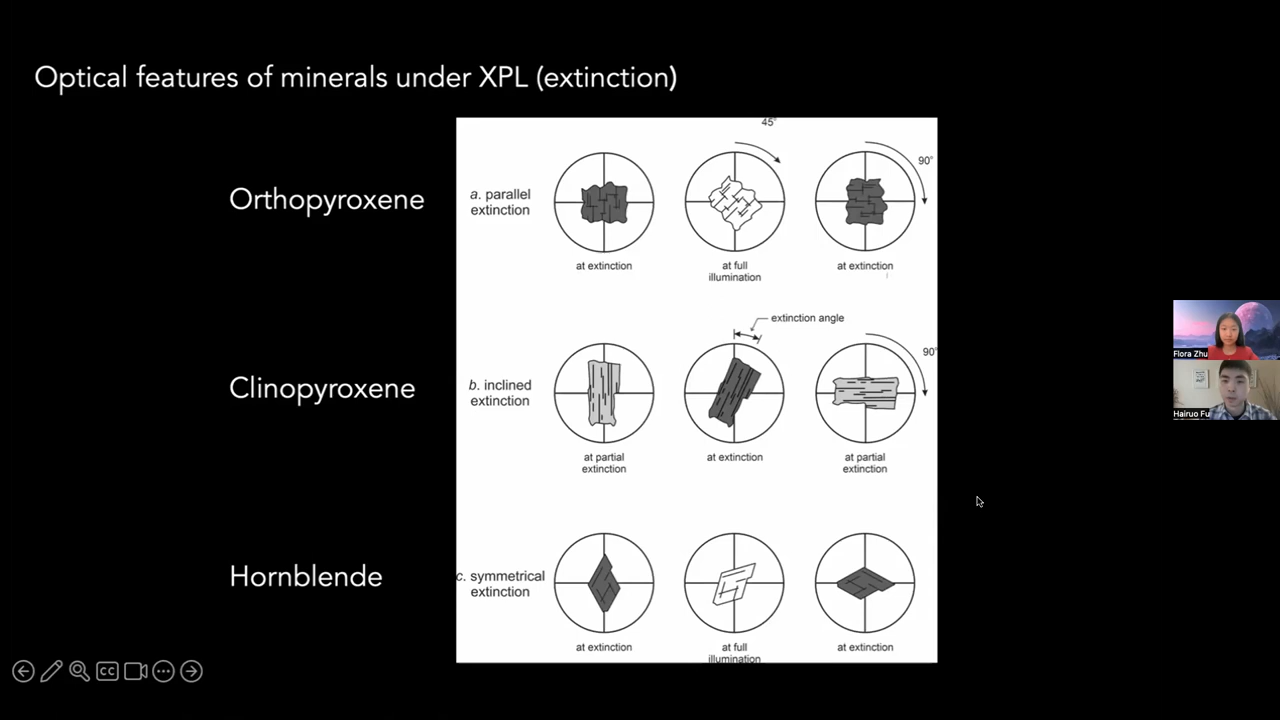 Optical features of minerals under XPL (extinction)
45°
90°
Orthopyroxene
a. parallel
extinction
at extinction
at full
illumination
at extinction
extinction angle
90°
Clinopyroxene
b. inclined
extinction
at partial
extinction
at extinction
at partial
extinction
Hornblende
c. symmetrical
extinction
at extinction
at full
illumination
at extinction
Flora Zhu
Hairuo Fu
CC